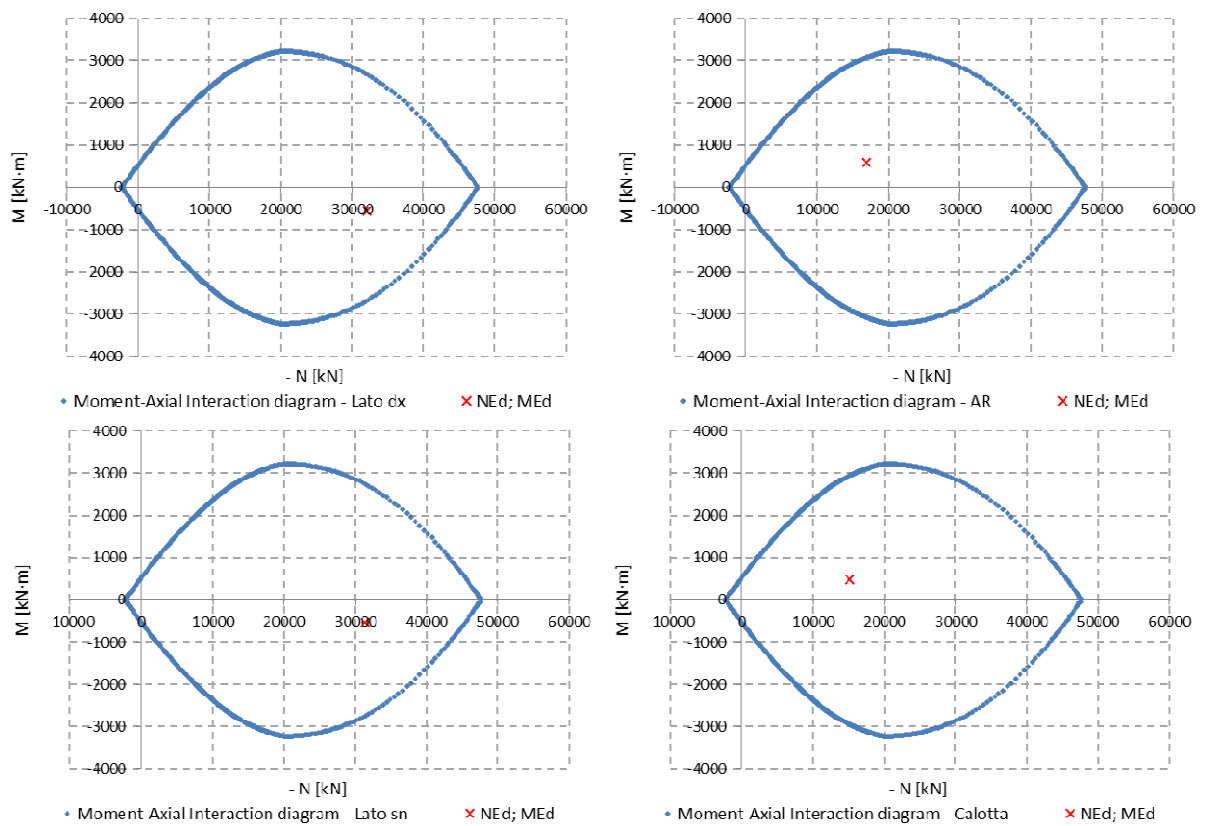 4000
3000
2000
1000
0
-1000
2000
-3000
4000
-10000 0 10000 20000 30000 40000 50000 60000
M [kN·m]
- N [kN]
Moment-Axial Interaction diagram - Lato dx
NEd; MEd
4000
3000
2000
1000
0
-1000
2000
-3000
4000
-10000 0 10000 20000 30000 40000 50000 60000
M [kN·m]
- N [kN]
Moment-Axial Interaction diagram - AR
NEd; MEd
4000
3000
2000
1000
0
-1000
-2000
-3000
-4000
10000 0 10000 20000 30000 40000 50000 60000
M [kN·m]
- N [kN]
Moment Axial Interaction diagram Lato sn
NEd; MEd
4000
3000
2000
1000
0
-1000
-2000
-3000
-4000
10000 0 10000 20000 30000 40000 50000 60000
M [kN·m]
- N [kN]
Moment Axial Interaction diagram Calotta
NEd; MEd